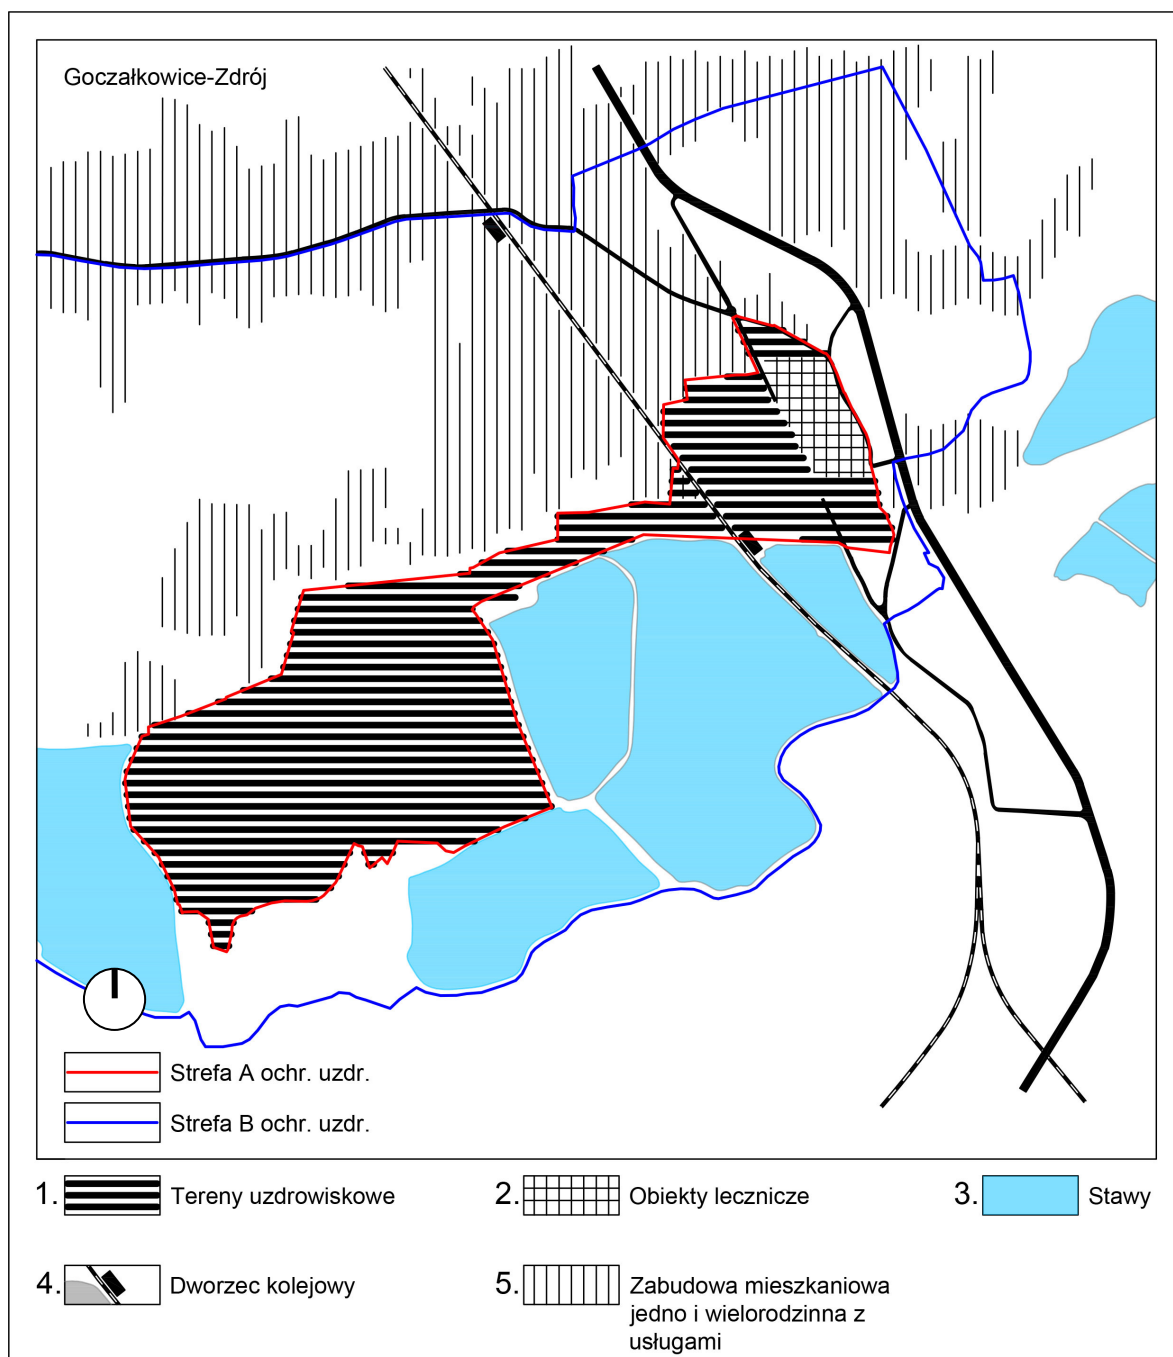 Goczałkowice-Zdrój
Strefa A ochr. uzdr.
Strefa B ochr. uzdr.
1. Tereny uzdrowiskowe
2. Obiekty lecznicze
3. Stawy
4. Dworzec kolejowy
5. Zabudowa mieszkaniowa
jedno i wielorodzinna z
usługami